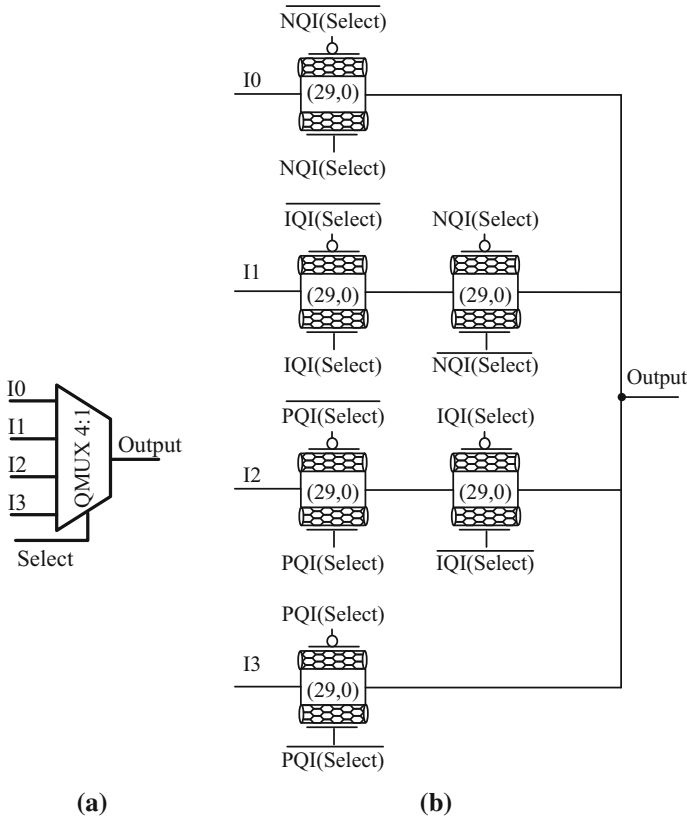 I0
I1
I2
I3
QMUX 4:1
Output
Select
(a)
NQI(Select)
I0
(29,0)
NQI(Select)
IQI(Select)
NQI(Select)
I1
(29,0)
(29,0)
IQI(Select)
NQI(Select)
Output
PQI(Select)
IQI(Select)
I2
(29,0)
(29,0)
PQI(Select)
IQI(Select)
PQI(Select)
I3
(29,0)
PQI(Select)
(b)